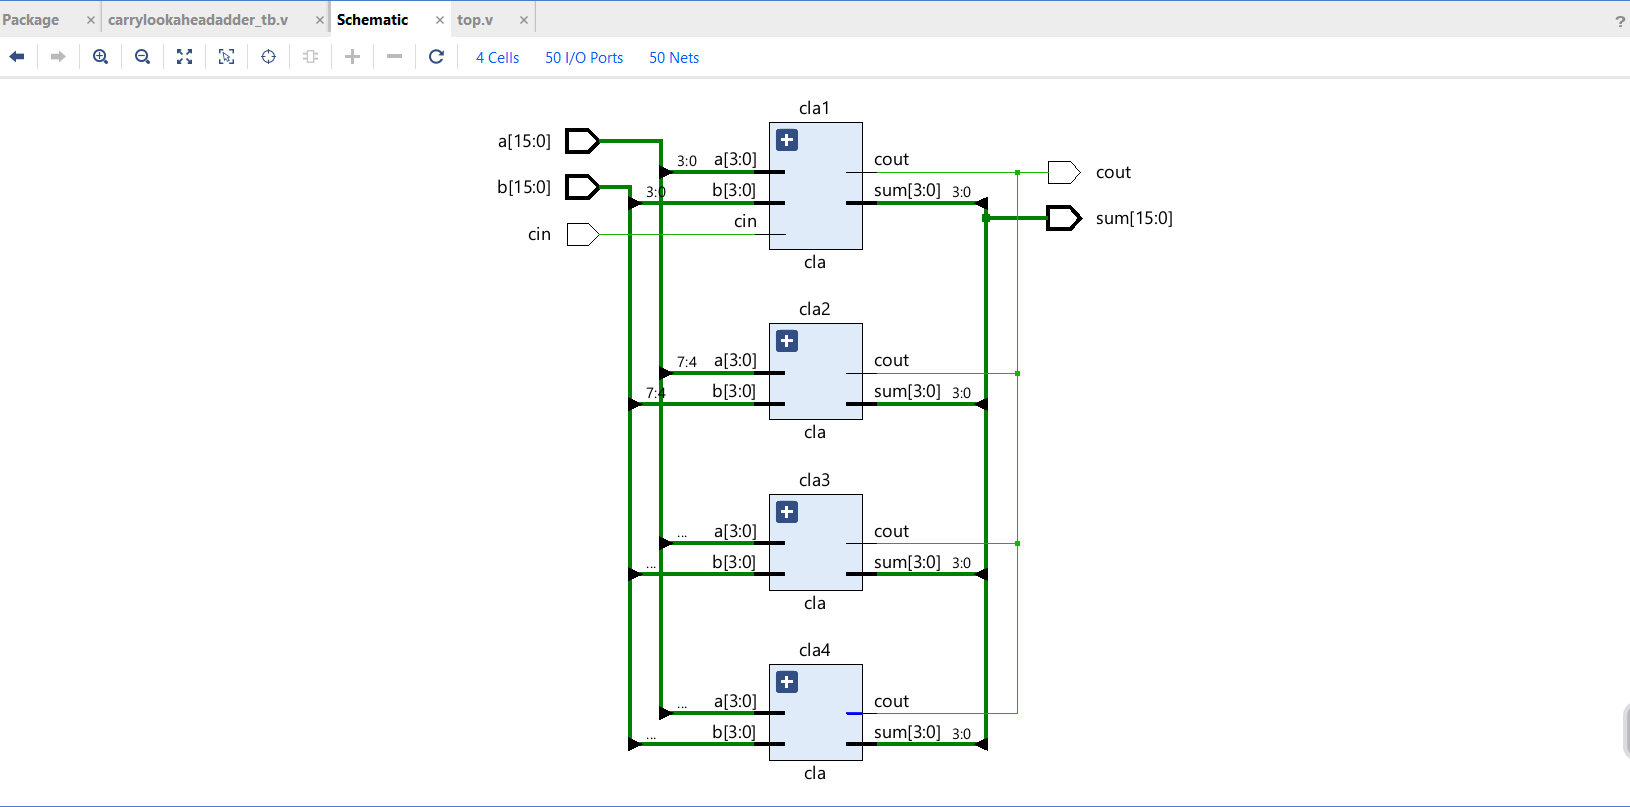 Package × carrylookaheadadder_tb.v × Schematic × top.v ×
?
4 Cells 50 I/O Ports 50 Nets
cla1
a[15:0] 3:0 a[3:0] cout
cout
b[15:0] 3:0 b[3:0] sum[3:0] 3:0
sum[15:0]
cin cin
cla
cla2
7:4 a[3:0] cout
7:4 b[3:0] sum[3:0] 3:0
cla
cla3
... a[3:0] cout
... b[3:0] sum[3:0] 3:0
cla
cla4
... a[3:0] cout
... b[3:0] sum[3:0] 3:0
cla